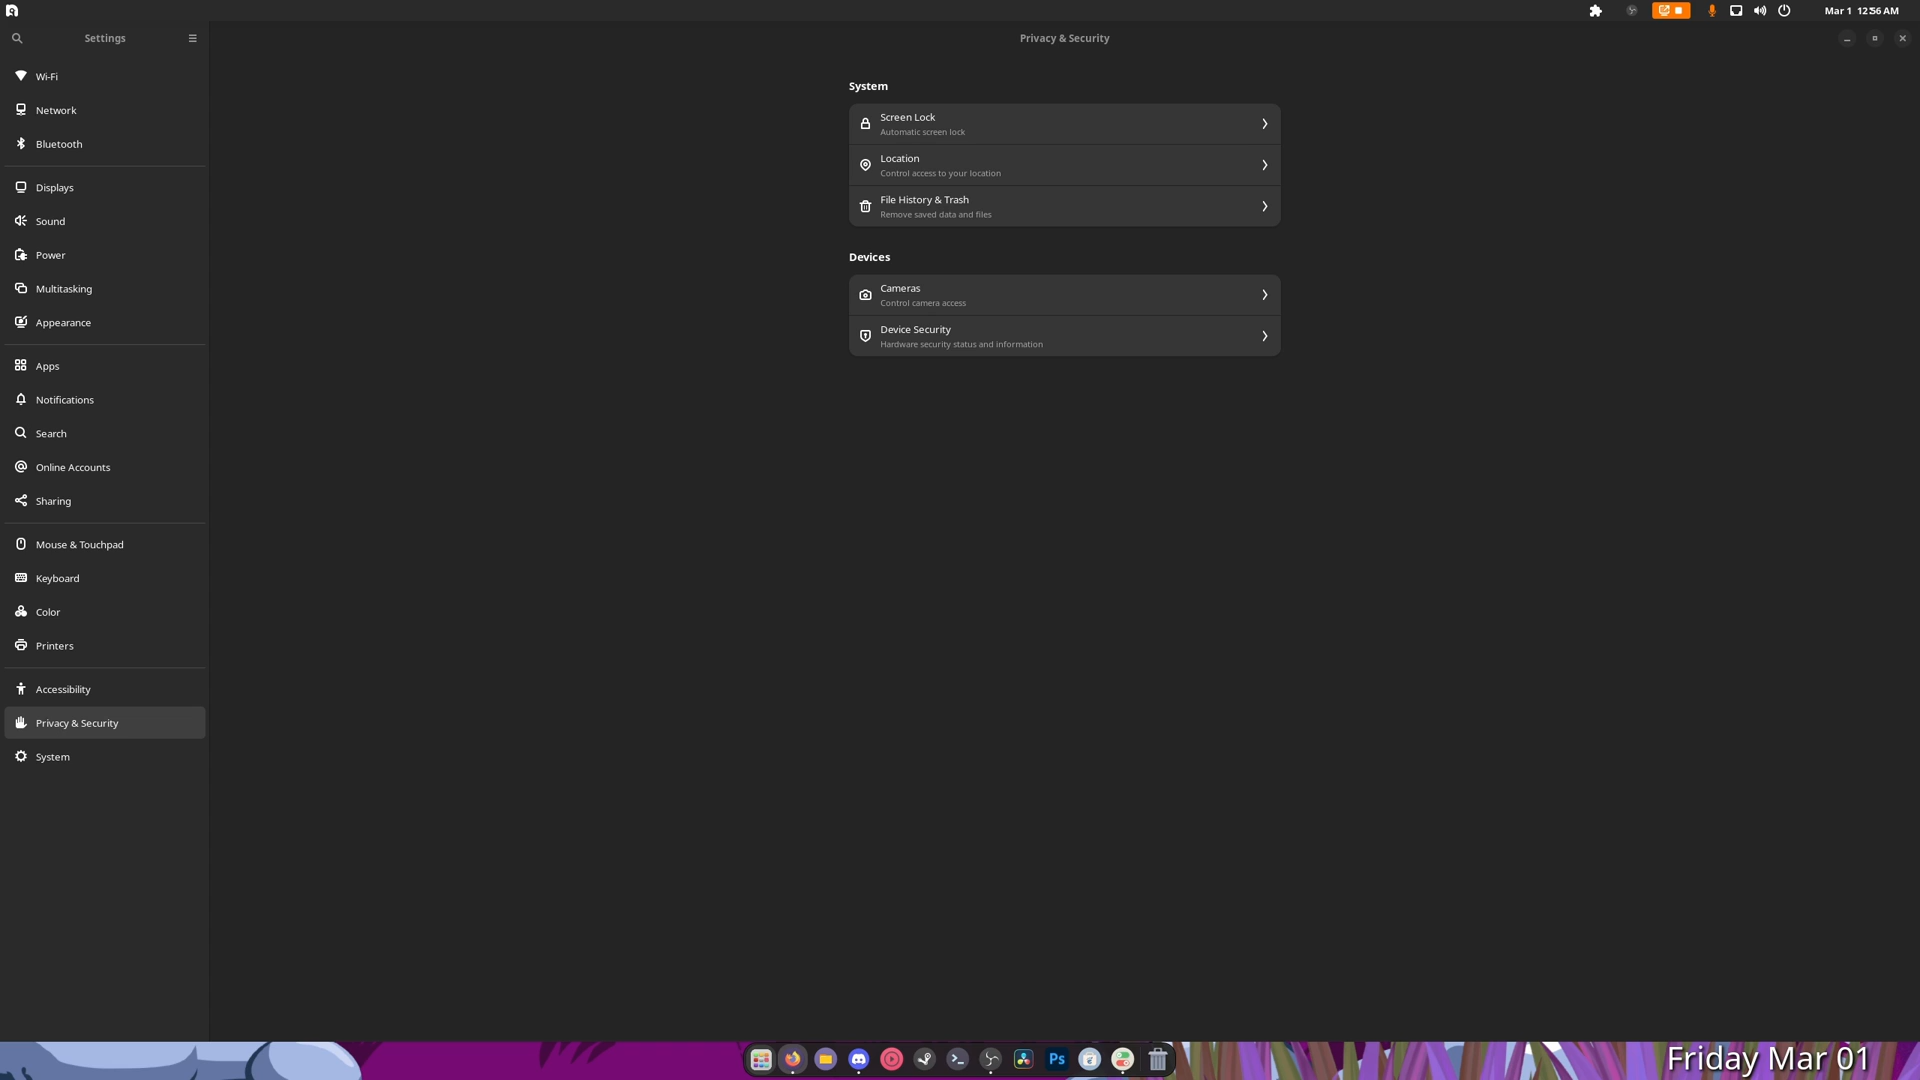 Mar 1 12:56 AM
Settings
Privacy & Security
Wi-Fi
Network
Bluetooth
Displays
Sound
Power
Multitasking
Appearance
Apps
Notifications
Search
Online Accounts
Sharing
Mouse & Touchpad
Keyboard
Color
Printers
Accessibility
Privacy & Security
System
System
Screen Lock
Automatic screen lock
Location
Control access to your location
File History & Trash
Remove saved data and files
Devices
Cameras
Control camera access
Device Security
Hardware security status and information
Ps
Friday Mar 01